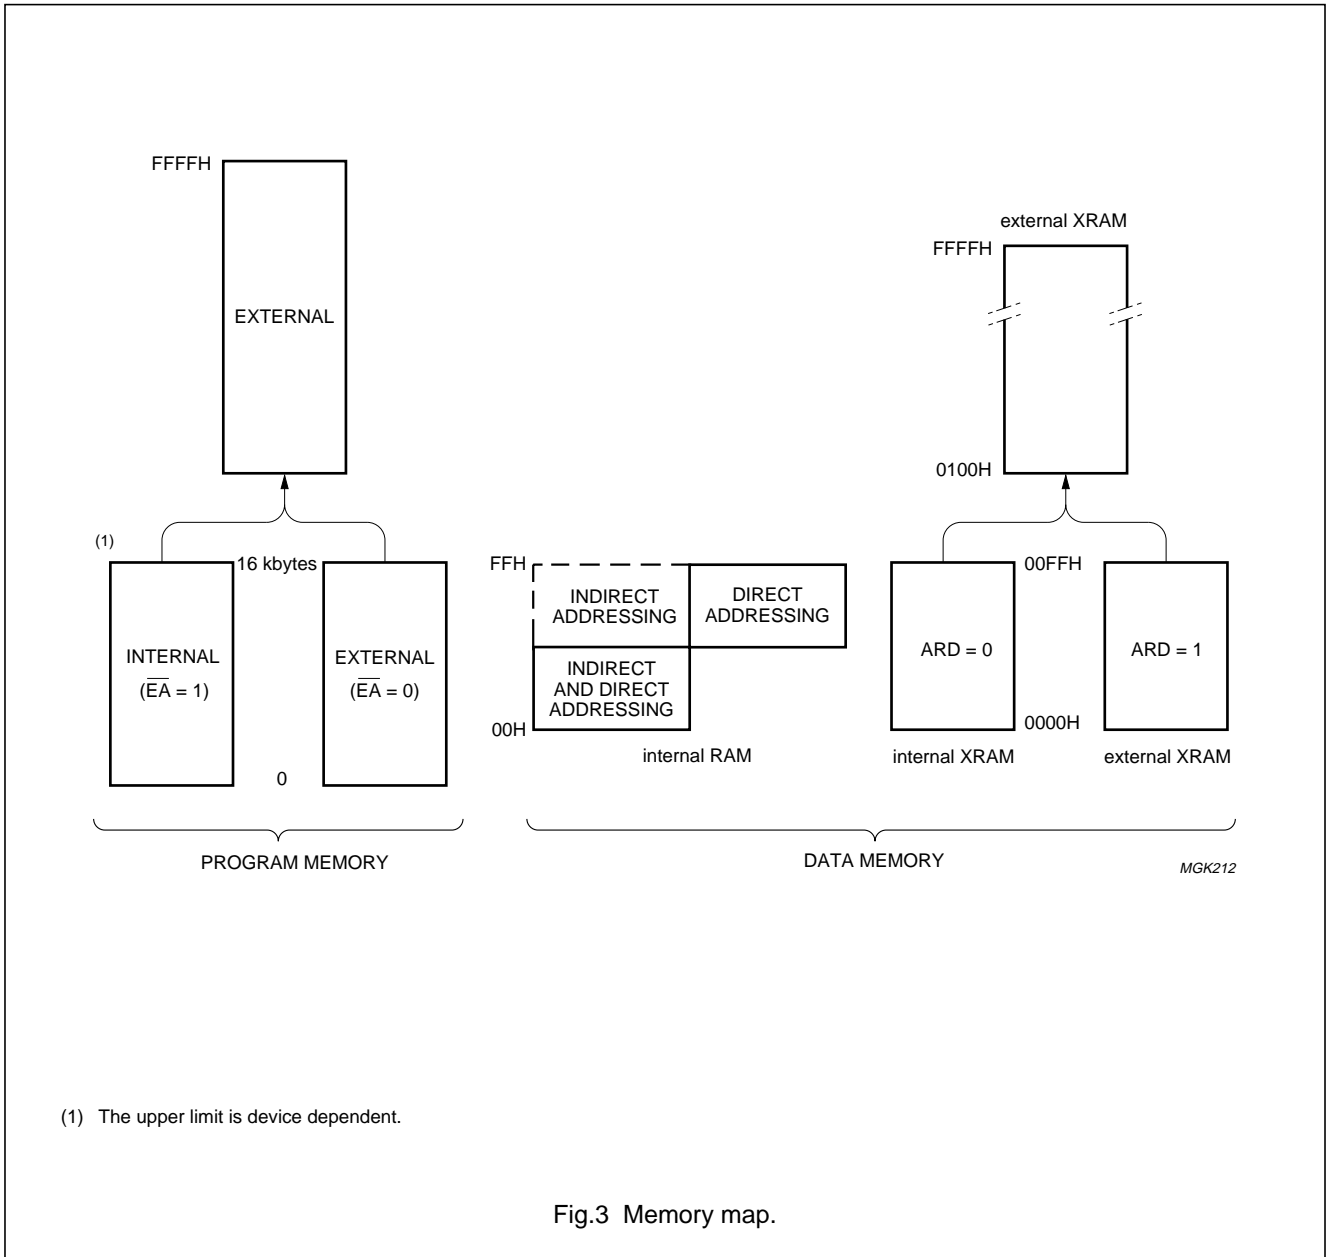 FFFFH
EXTERNAL
(1)
16 kbytes
INTERNAL
(E̅A̅ = 1)
EXTERNAL
(E̅A̅ = 0)
0
PROGRAM MEMORY
FFH
INDIRECT
ADDRESSING
DIRECT
ADDRESSING
INDIRECT
AND DIRECT
ADDRESSING
00H
internal RAM
external XRAM
FFFFH
0100H
00FFH
ARD = 0
ARD = 1
0000H
internal XRAM
external XRAM
DATA MEMORY
MGK212
(1) The upper limit is device dependent.
Fig.3 Memory map.